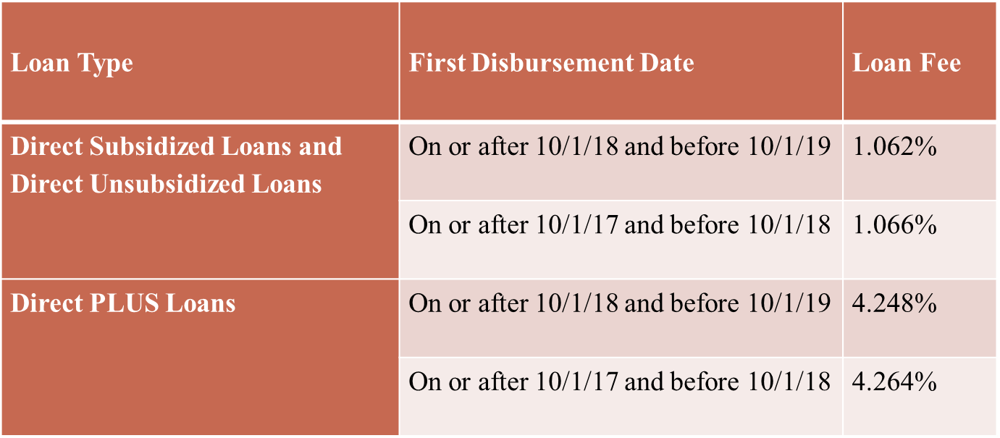 Loan Type
First Disbursement Date
Loan Fee
Direct Subsidized Loans and
Direct Unsubsidized Loans
On or after 10/1/18 and before 10/1/19
1.062%
On or after 10/1/17 and before 10/1/18
1.066%
Direct PLUS Loans
On or after 10/1/18 and before 10/1/19
4.248%
On or after 10/1/17 and before 10/1/18
4.264%